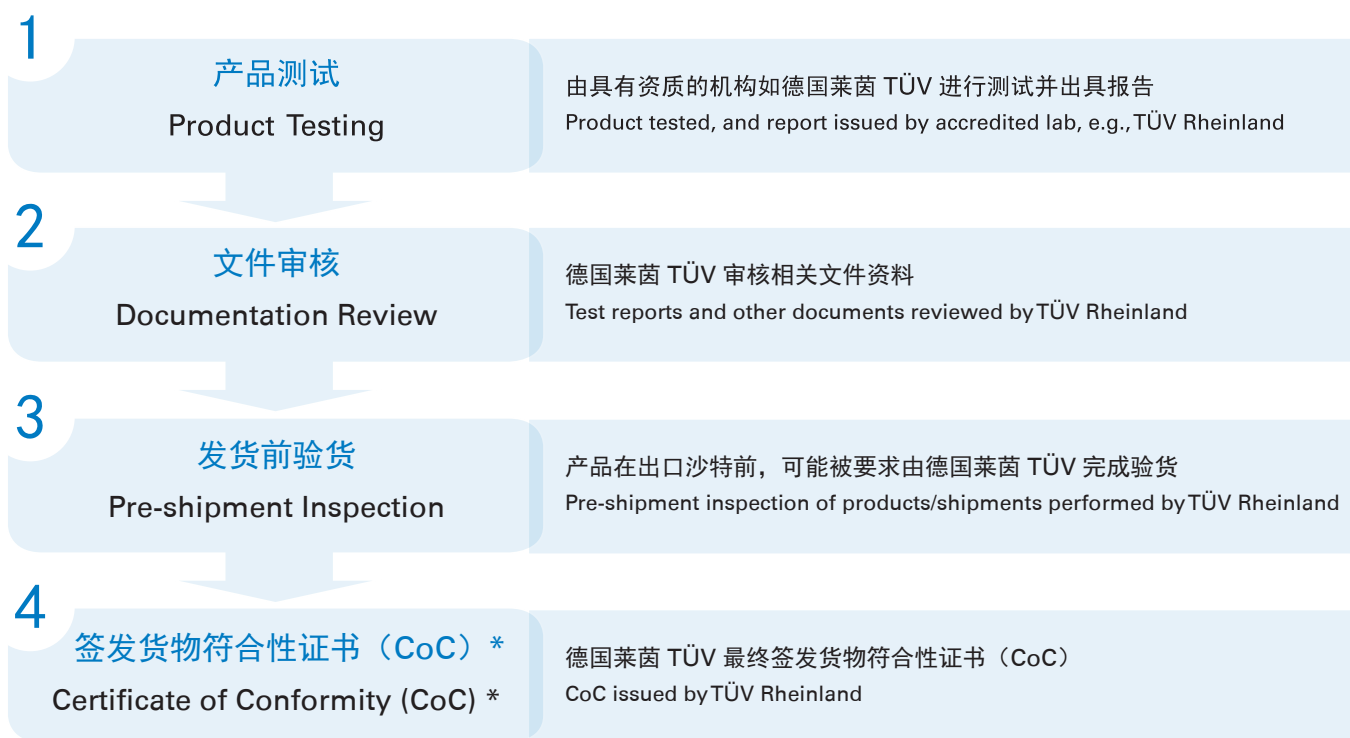 1
产品测试
Product Testing
由具有资质的机构如德国莱茵 TÜV 进行测试并出具报告
Product tested, and report issued by accredited lab, e.g., TÜV Rheinland
2
文件审核
Documentation Review
德国莱茵 TÜV 审核相关文件资料
Test reports and other documents reviewed by TÜV Rheinland
3
发货前验货
Pre-shipment Inspection
产品在出口沙特前，可能被要求由德国莱茵 TÜV 完成验货
Pre-shipment inspection of products/shipments performed by TÜV Rheinland
4
签发货物符合性证书（CoC）*
Certificate of Conformity (CoC) *
德国莱茵 TÜV 最终签发货物符合性证书（CoC）
CoC issued by TÜV Rheinland